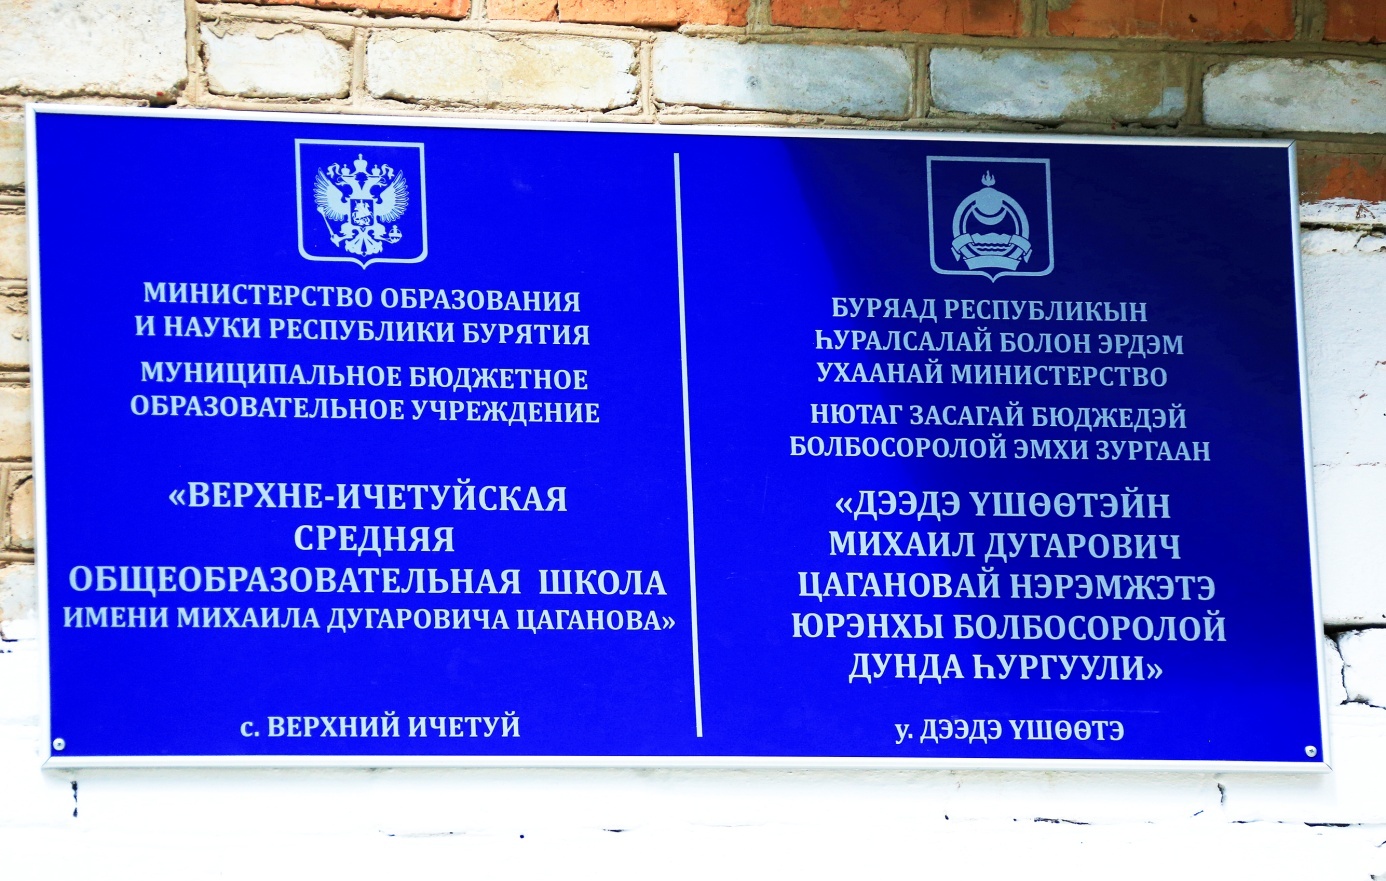 МИНИСТЕРСТВО ОБРАЗОВАНИЯ
И НАУКИ РЕСПУБЛИКИ БУРЯТИЯ
МУНИЦИПАЛЬНОЕ БЮДЖЕТНОЕ
ОБРАЗОВАТЕЛЬНОЕ УЧРЕЖДЕНИЕ
«ВЕРХНЕ-ИЧЕТУЙСКАЯ
СРЕДНЯЯ
ОБЩЕОБРАЗОВАТЕЛЬНАЯ ШКОЛА
ИМЕНИ МИХАИЛА ДУГАРОВИЧА ЦАГАНОВА»
с. ВЕРХНИЙ ИЧЕТУЙ
БУРЯАД РЕСПУБЛИКЫН
ҺУРАЛСАЛАЙ БОЛОН ЭРДЭМ
УХААНАЙ МИНИСТЕРСТВО
НЮТАГ ЗАСАГАЙ БЮДЖЕДЭЙ
БОЛБОСОРОЛОЙ ЭМХИ ЗУРГААН
«ДЭЭДЭ ҮШӨӨТЭЙН
МИХАИЛ ДУГАРОВИЧ
ЦАГАНОВАЙ НЭРЭМЖЭТЭ
ЮРЭНХЫ БОЛБОСОРОЛОЙ
ДУНДА ҺУРГУУЛИ»
у. ДЭЭДЭ ҮШӨӨТЭ